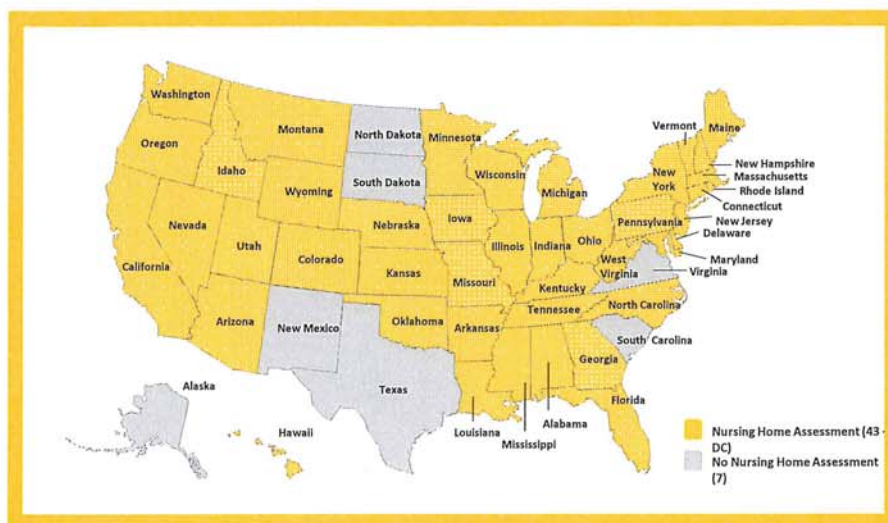 Washington
Oregon
Idaho
Montana
North Dakota
South Dakota
Minnesota
Wisconsin
Michigan
Vermont
Maine
New Hampshire
Massachusetts
Rhode Island
Connecticut
New
York
Pennsylvania
New Jersey
Delaware
Maryland
Virginia
West
Virginia
Wyoming
Nebraska
Iowa
Illinois
Indiana
Ohio
Nevada
Utah
Colorado
Kansas
Missouri
Kentucky
California
Arizona
New Mexico
Oklahoma
Arkansas
Tennessee
North Carolina
South Carolina
Georgia
Texas
Florida
Alaska
Hawaii
Louisiana
Mississippi
Alabama
Nursing Home Assessment (43 -
DC)
No Nursing Home Assessment
(7)